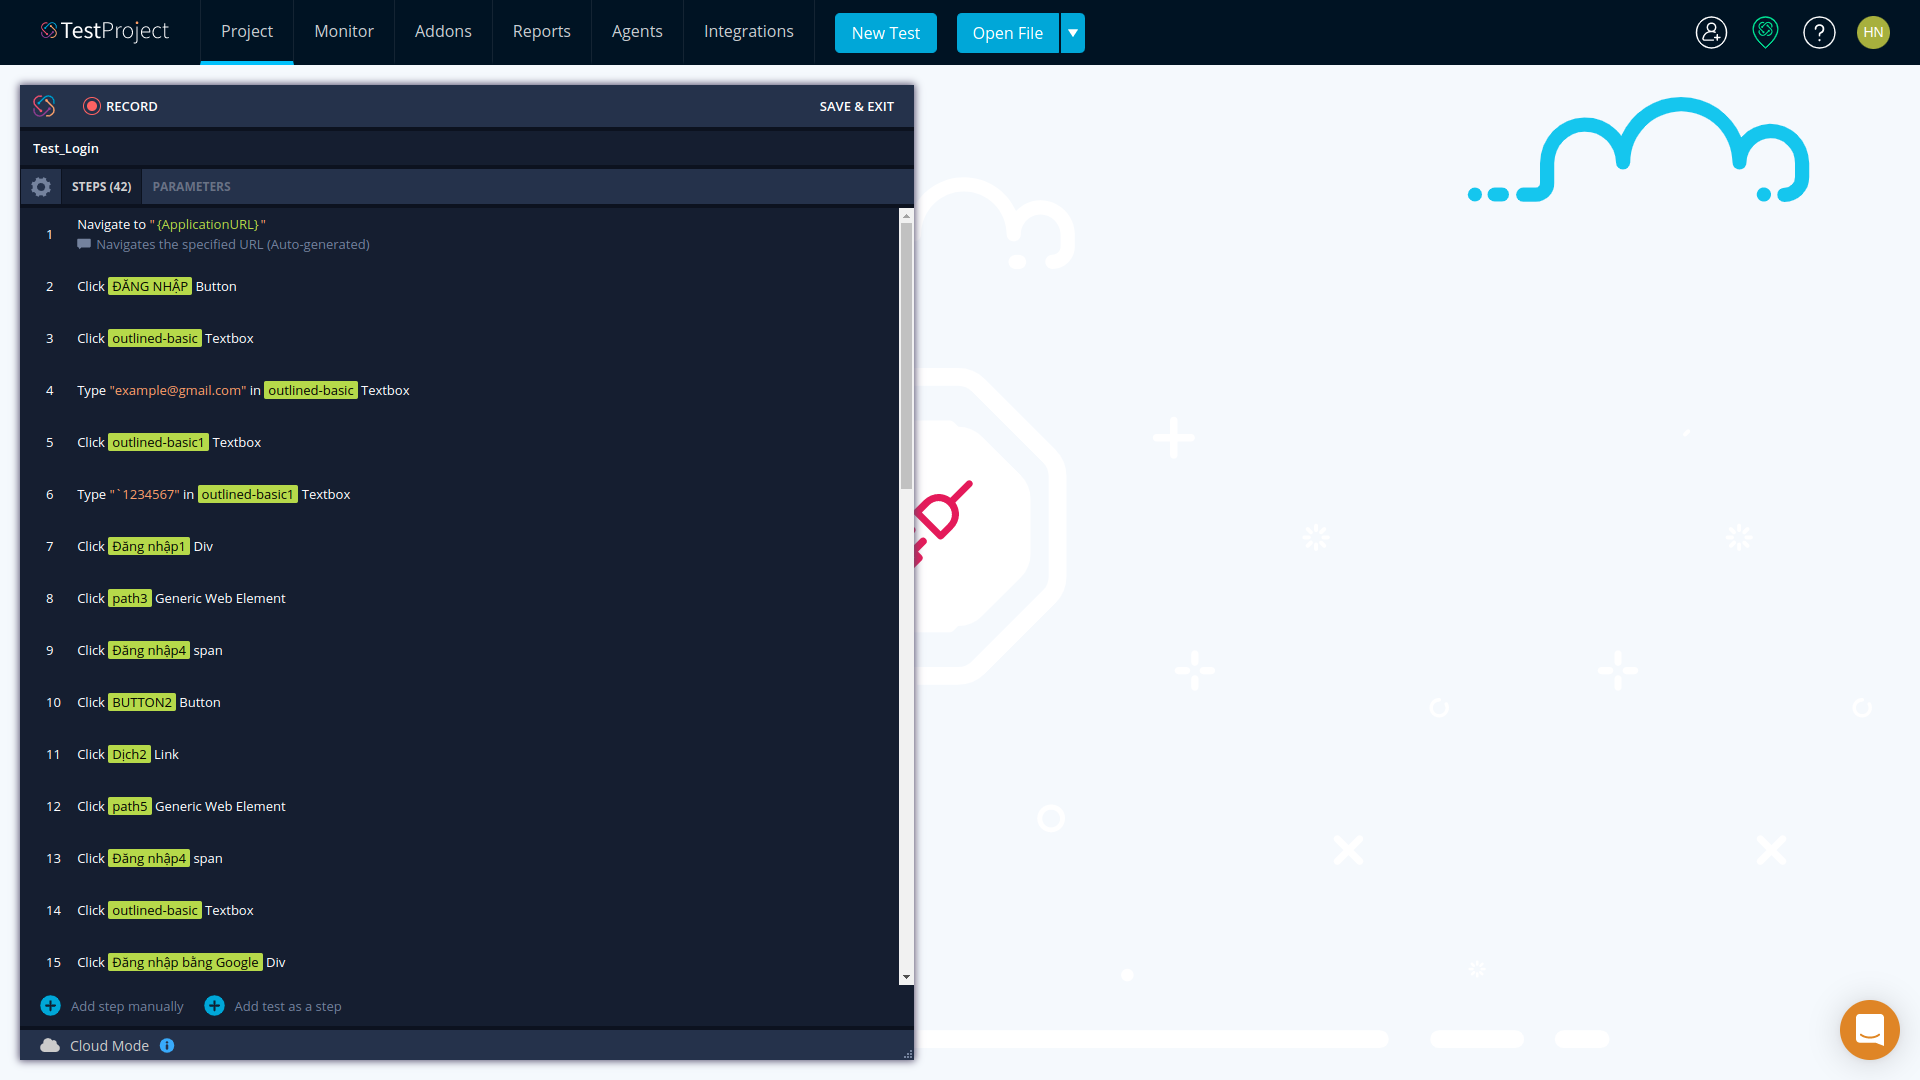 TestProject
Project
Monitor
Addons
Reports
Agents
Integrations
New Test
Open File
?
HN
RECORD
SAVE & EXIT
Test_Login
STEPS (42)
PARAMETERS
1 Navigate to "{ApplicationURL}"
Navigates the specified URL (Auto-generated)
2 Click ĐĂNG NHẬP Button
3 Click outlined-basic Textbox
4 Type "example@gmail.com" in outlined-basic Textbox
5 Click outlined-basic1 Textbox
6 Type "`1234567" in outlined-basic1 Textbox
7 Click Đăng nhập1 Div
8 Click path3 Generic Web Element
9 Click Đăng nhập4 span
10 Click BUTTON2 Button
11 Click Dịch2 Link
12 Click path5 Generic Web Element
13 Click Đăng nhập4 span
14 Click outlined-basic Textbox
15 Click Đăng nhập bằng Google Div
Add step manually
Add test as a step
Cloud Mode i